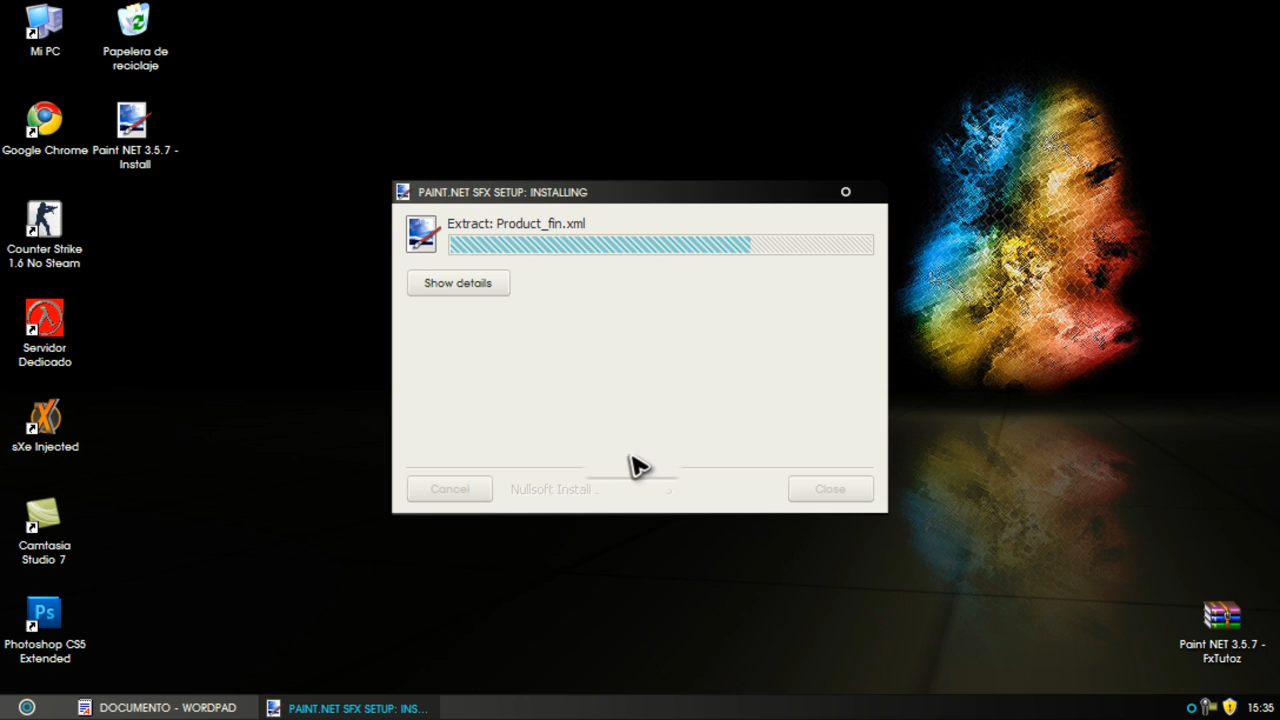 Mi PC
Papelera de
reciclaje
Google Chrome
Paint NET 3.5.7 -
Install
Counter Strike
1.6 No Steam
Servidor
Dedicado
sXe Injected
Camtasia
Studio 7
Ps
Photoshop CS5
Extended
PAINT.NET SFX SETUP: INSTALLING
Extract: Product_fin.xml
Show details
Cancel
Nullsoft Install
Close
Paint NET 3.5.7 -
FxTutoz
DOCUMENTO - WORDPAD
PAINT.NET SFX SETUP: INS...
15:35